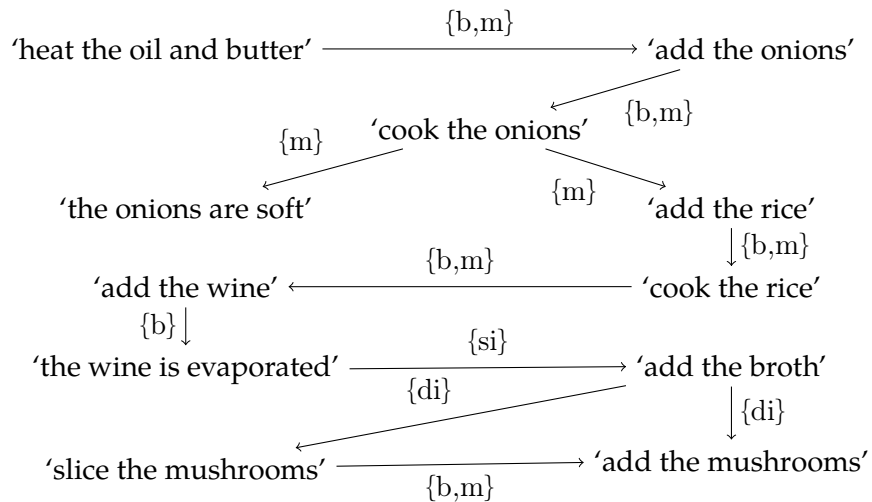 {b,m}
‘heat the oil and butter’ ‘add the onions’
{b,m}
‘cook the onions’
{m} {m}
‘the onions are soft’ ‘add the rice’
{b,m} {b,m}
‘add the wine’ ‘cook the rice’
{b} {si}
‘the wine is evaporated’ ‘add the broth’
{di} {di}
‘slice the mushrooms’ ‘add the mushrooms’
{b,m}